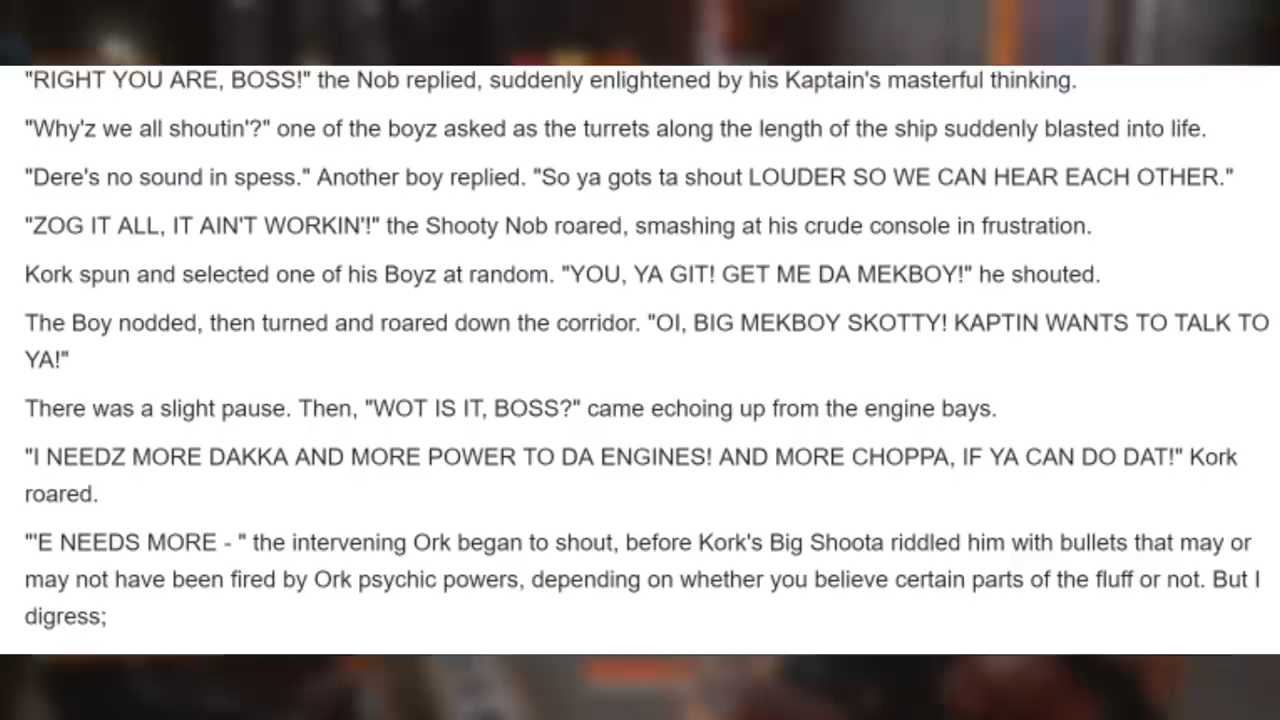 "RIGHT YOU ARE, BOSS!" the Nob replied, suddenly enlightened by his Kaptain's masterful thinking.
"Why'z we all shoutin'?" one of the boyz asked as the turrets along the length of the ship suddenly blasted into life.
"Dere's no sound in spess." Another boy replied. "So ya gots ta shout LOUDER SO WE CAN HEAR EACH OTHER."
"ZOG IT ALL, IT AIN'T WORKIN'!" the Shooty Nob roared, smashing at his crude console in frustration.
Kork spun and selected one of his Boyz at random. "YOU, YA GIT! GET ME DA MEKBOY!" he shouted.
The Boy nodded, then turned and roared down the corridor. "OI, BIG MEKBOY SKOTTY! KAPTIN WANTS TO TALK TO
YA!"
There was a slight pause. Then, "WOT IS IT, BOSS?" came echoing up from the engine bays.
"I NEEDZ MORE DAKKA AND MORE POWER TO DA ENGINES! AND MORE CHOPPA, IF YA CAN DO DAT!" Kork
roared.
"'E NEEDS MORE - " the intervening Ork began to shout, before Kork's Big Shoota riddled him with bullets that may or
may not have been fired by Ork psychic powers, depending on whether you believe certain parts of the fluff or not. But I
digress;